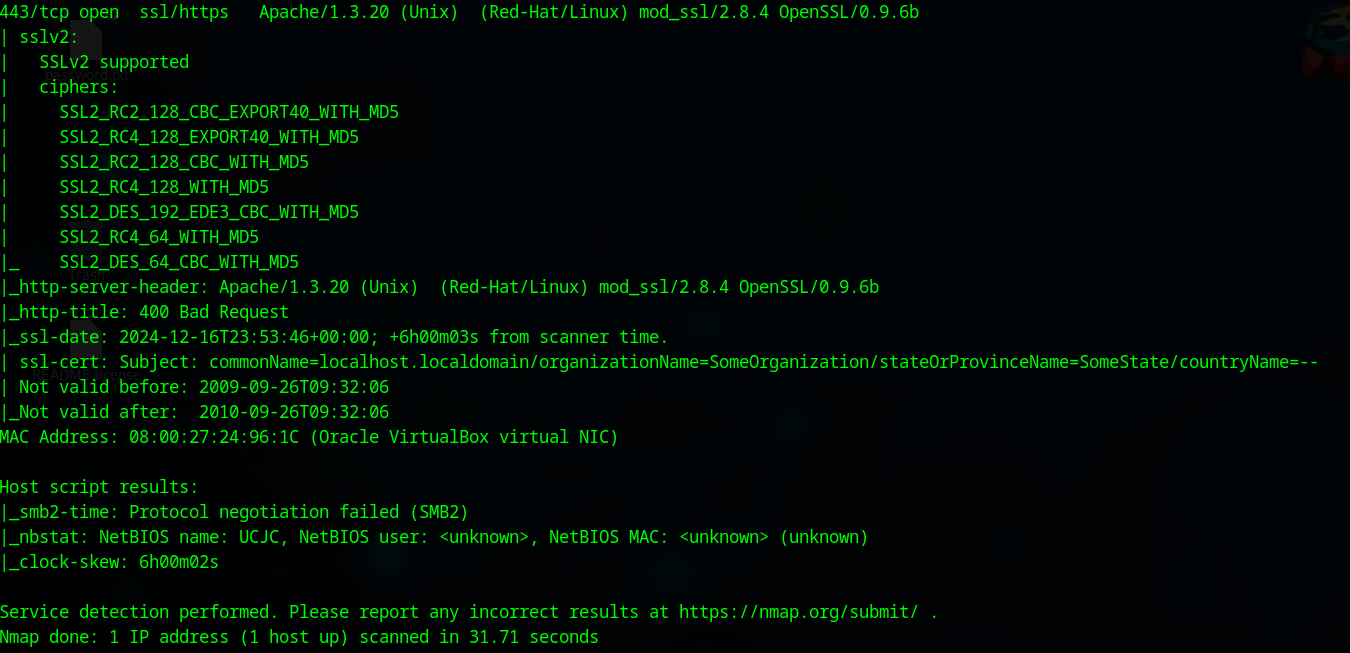 443/tcp open  ssl/https   Apache/1.3.20 (Unix)  (Red-Hat/Linux) mod_ssl/2.8.4 OpenSSL/0.9.6b
| sslv2:
|   SSLv2 supported
|   ciphers:
|     SSL2_RC2_128_CBC_EXPORT40_WITH_MD5
|     SSL2_RC4_128_EXPORT40_WITH_MD5
|     SSL2_RC2_128_CBC_WITH_MD5
|     SSL2_RC4_128_WITH_MD5
|     SSL2_DES_192_EDE3_CBC_WITH_MD5
|     SSL2_RC4_64_WITH_MD5
|_    SSL2_DES_64_CBC_WITH_MD5
|_http-server-header: Apache/1.3.20 (Unix)  (Red-Hat/Linux) mod_ssl/2.8.4 OpenSSL/0.9.6b
|_http-title: 400 Bad Request
|_ssl-date: 2024-12-16T23:53:46+00:00; +6h00m03s from scanner time.
| ssl-cert: Subject: commonName=localhost.localdomain/organizationName=SomeOrganization/stateOrProvinceName=SomeState/countryName=--
| Not valid before: 2009-09-26T09:32:06
|_Not valid after:  2010-09-26T09:32:06
MAC Address: 08:00:27:24:96:1C (Oracle VirtualBox virtual NIC)
Host script results:
|_smb2-time: Protocol negotiation failed (SMB2)
|_nbstat: NetBIOS name: UCJC, NetBIOS user: <unknown>, NetBIOS MAC: <unknown> (unknown)
|_clock-skew: 6h00m02s
Service detection performed. Please report any incorrect results at https://nmap.org/submit/ .
Nmap done: 1 IP address (1 host up) scanned in 31.71 seconds